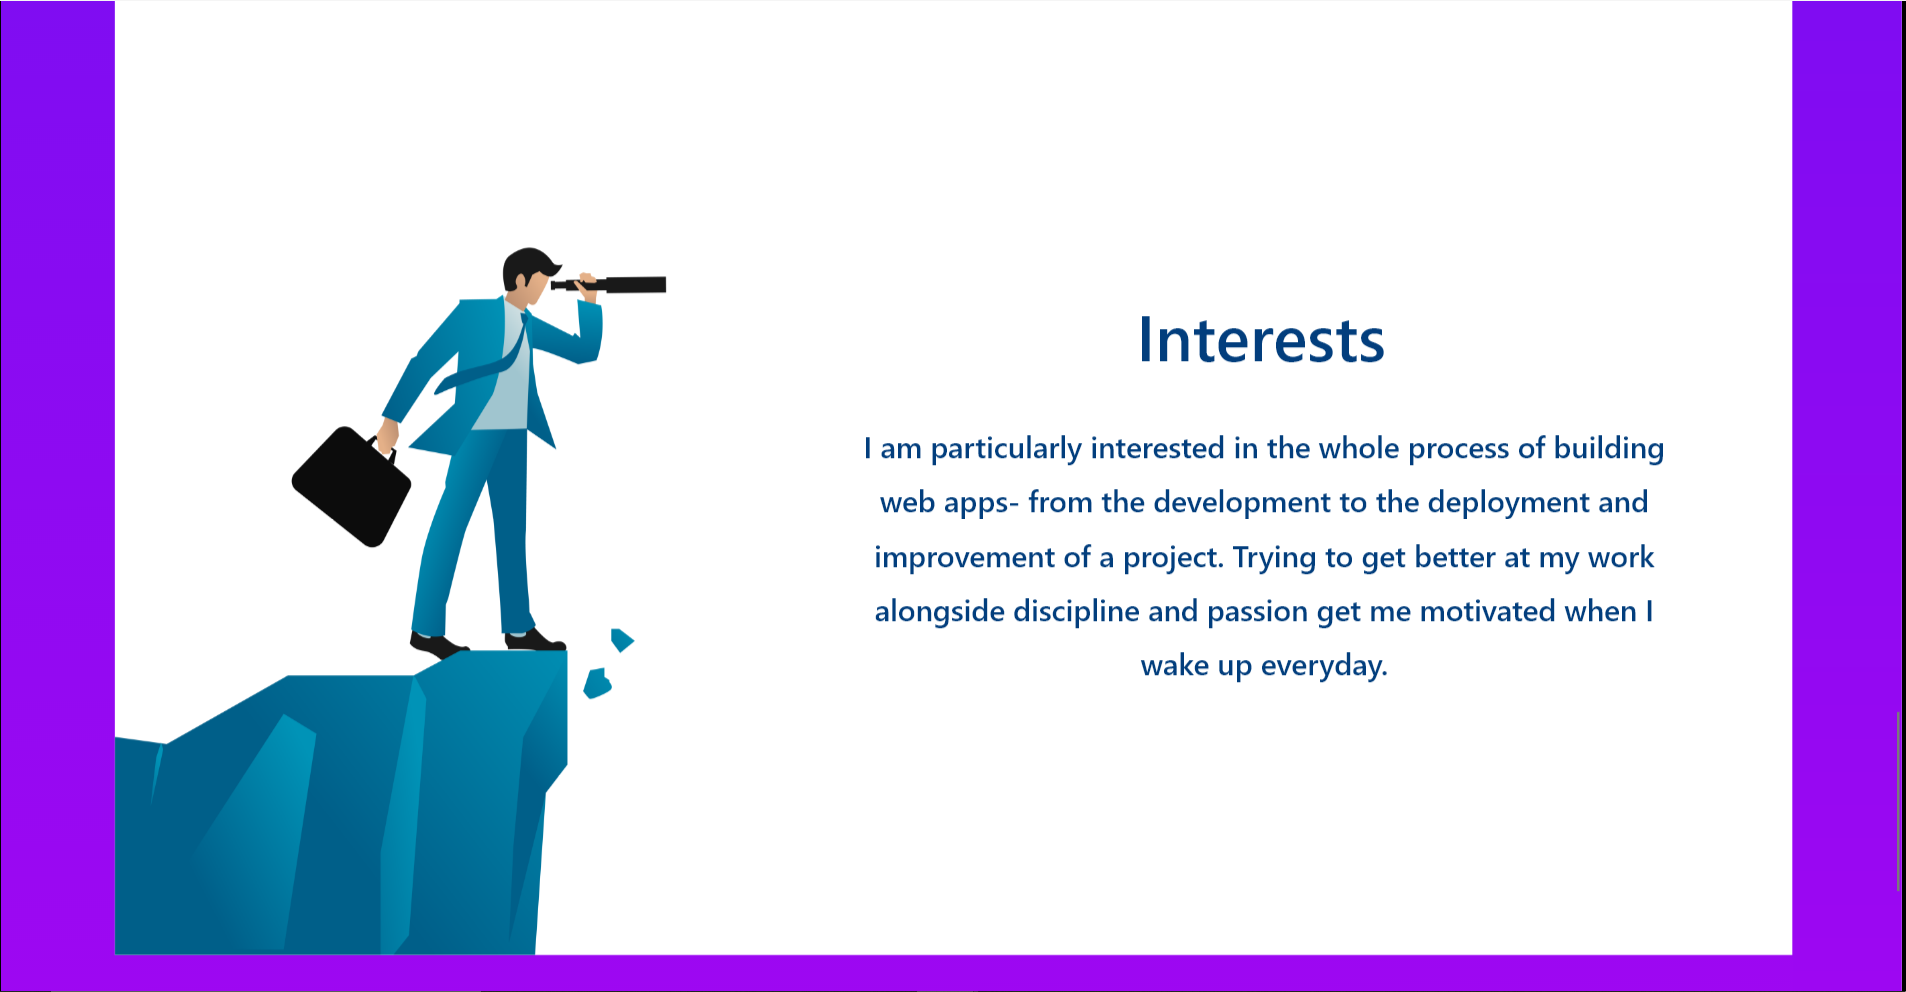 Interests
I am particularly interested in the whole process of building
web apps- from the development to the deployment and
improvement of a project. Trying to get better at my work
alongside discipline and passion get me motivated when I
wake up everyday.